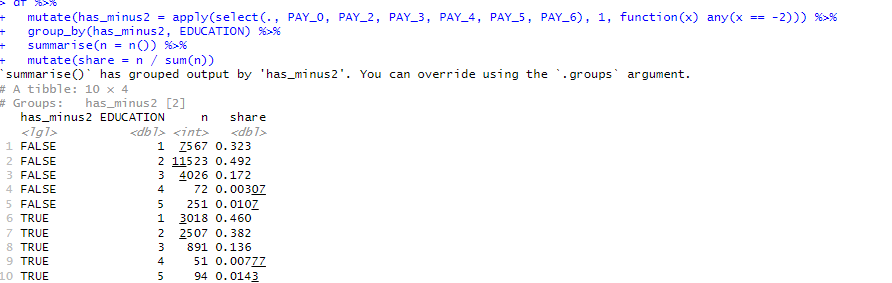 > df %>%
+   mutate(has_minus2 = apply(select(., PAY_0, PAY_2, PAY_3, PAY_4, PAY_5, PAY_6), 1, function(x) any(x == -2))) %>%
+   group_by(has_minus2, EDUCATION) %>%
+   summarise(n = n()) %>%
+   mutate(share = n / sum(n))
`summarise()` has grouped output by 'has_minus2'. You can override using the `.groups` argument.
# A tibble: 10 × 4
# Groups:   has_minus2 [2]
   has_minus2 EDUCATION     n   share
   <lgl>          <dbl> <int>   <dbl>
 1 FALSE              1  7567 0.323
 2 FALSE              2 11523 0.492
 3 FALSE              3  4026 0.172
 4 FALSE              4    72 0.00307
 5 FALSE              5   251 0.0107
 6 TRUE               1  3018 0.460
 7 TRUE               2  2507 0.382
 8 TRUE               3   891 0.136
 9 TRUE               4    51 0.00777
10 TRUE               5    94 0.0143